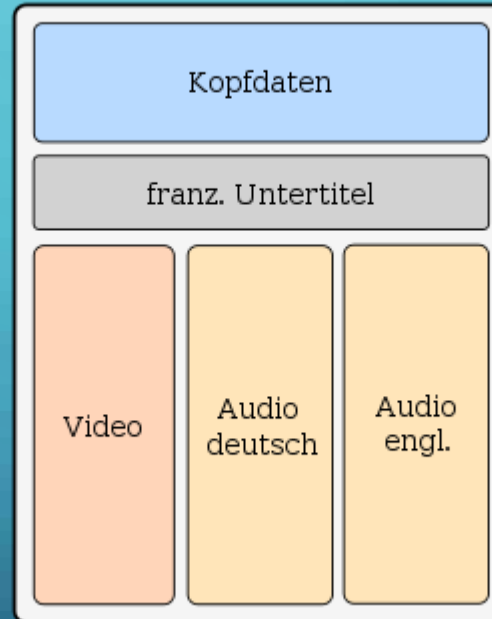 Kopfdaten
franz. Untertitel
Video
Audio
deutsch
Audio
engl.